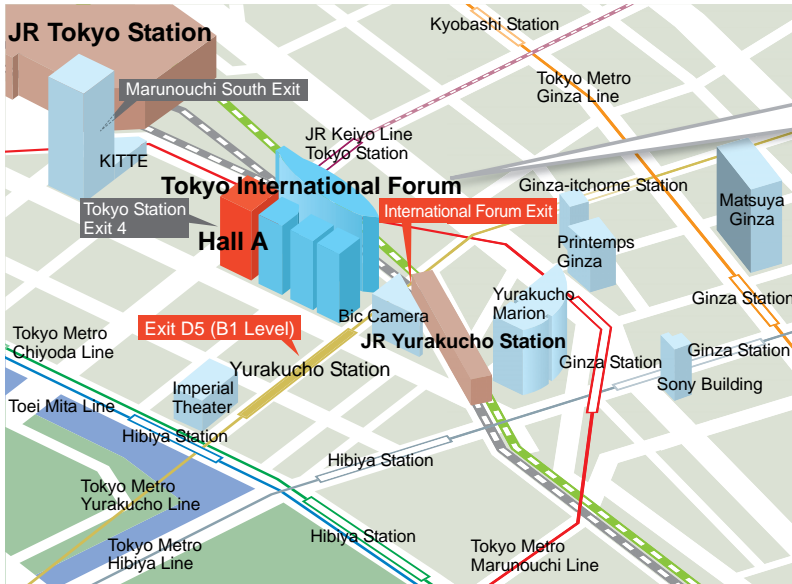 Kyobashi Station
JR Tokyo Station
Tokyo Metro
Ginza Line
Marunouchi South Exit
JR Keiyo Line
Tokyo Station
KITTE
Tokyo International Forum
Ginza-itchome Station
Matsuya
Ginza
Tokyo Station
Exit 4
International Forum Exit
Hall A
Printemps
Ginza
Yurakucho
Marion
Ginza Station
Bic Camera
Exit D5 (B1 Level)
Tokyo Metro
Chiyoda Line
JR Yurakucho Station
Ginza Station
Ginza Station
Yurakucho Station
Imperial
Theater
Sony Building
Toei Mita Line
Hibiya Station
Hibiya Station
Tokyo Metro
Yurakucho Line
Hibiya Station
Tokyo Metro
Hibiya Line
Tokyo Metro
Marunouchi Line